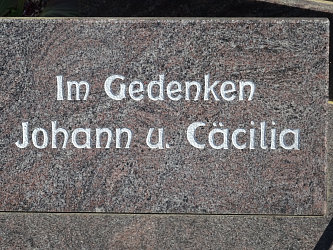 Im Gedenken
Johann u. Cäcilia